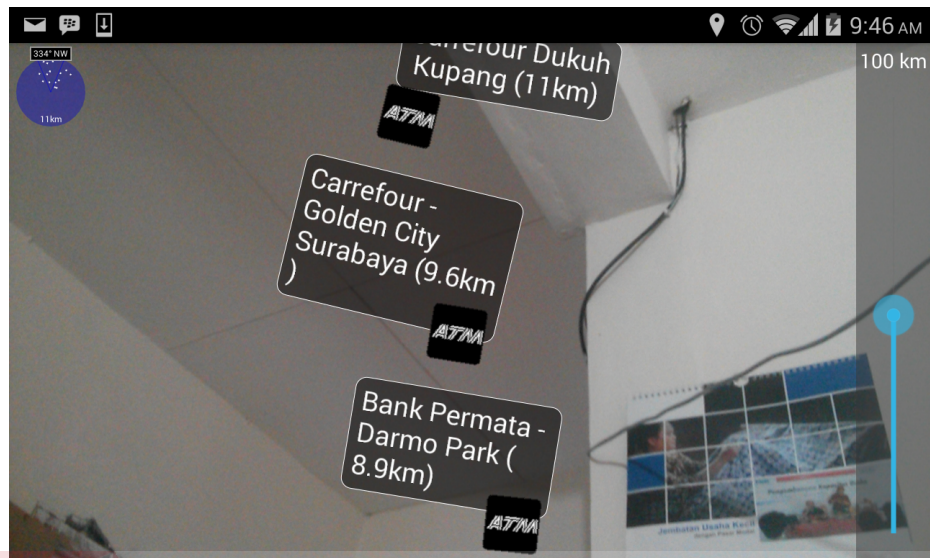 9:46 AM
334° NW
11km
100 km
Carrefour Dukuh
Kupang (11km)
ATM
Carrefour -
Golden City
Surabaya (9.6km
)
ATM
Bank Permata -
Darmo Park (
8.9km)
ATM
Jembatan Usaha Kecil